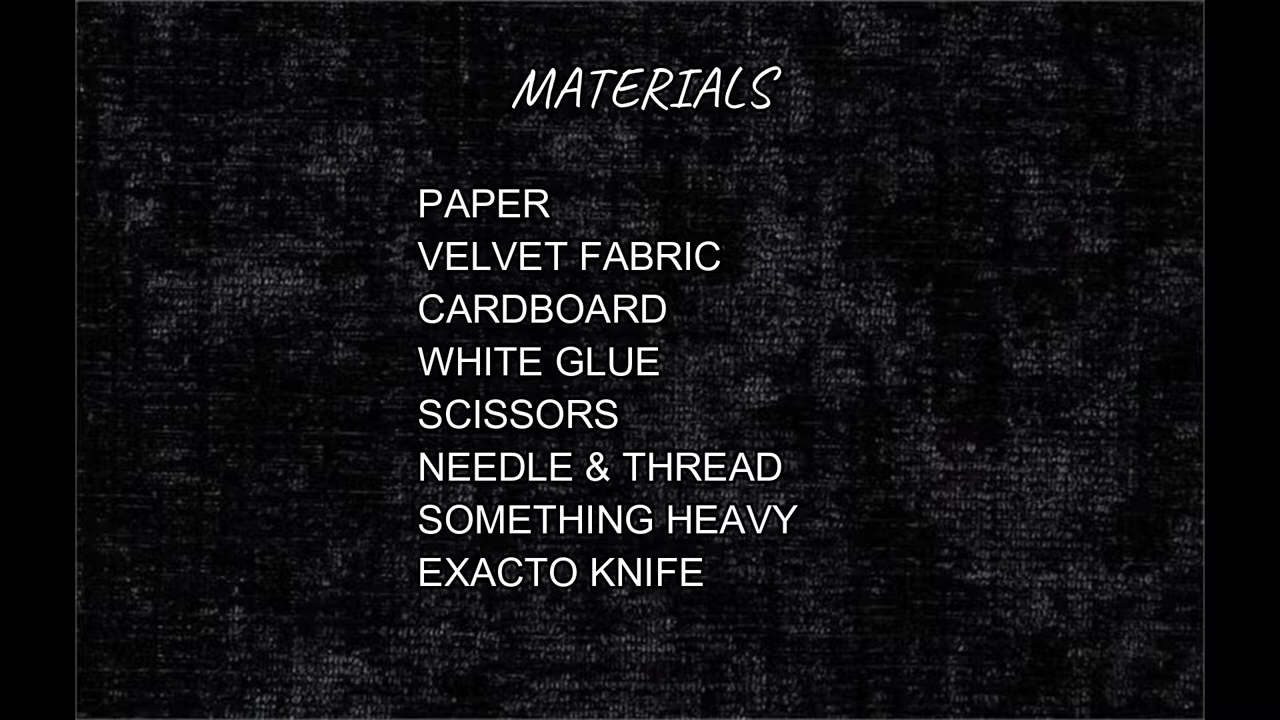 MATERIALS
PAPER
VELVET FABRIC
CARDBOARD
WHITE GLUE
SCISSORS
NEEDLE & THREAD
SOMETHING HEAVY
EXACTO KNIFE